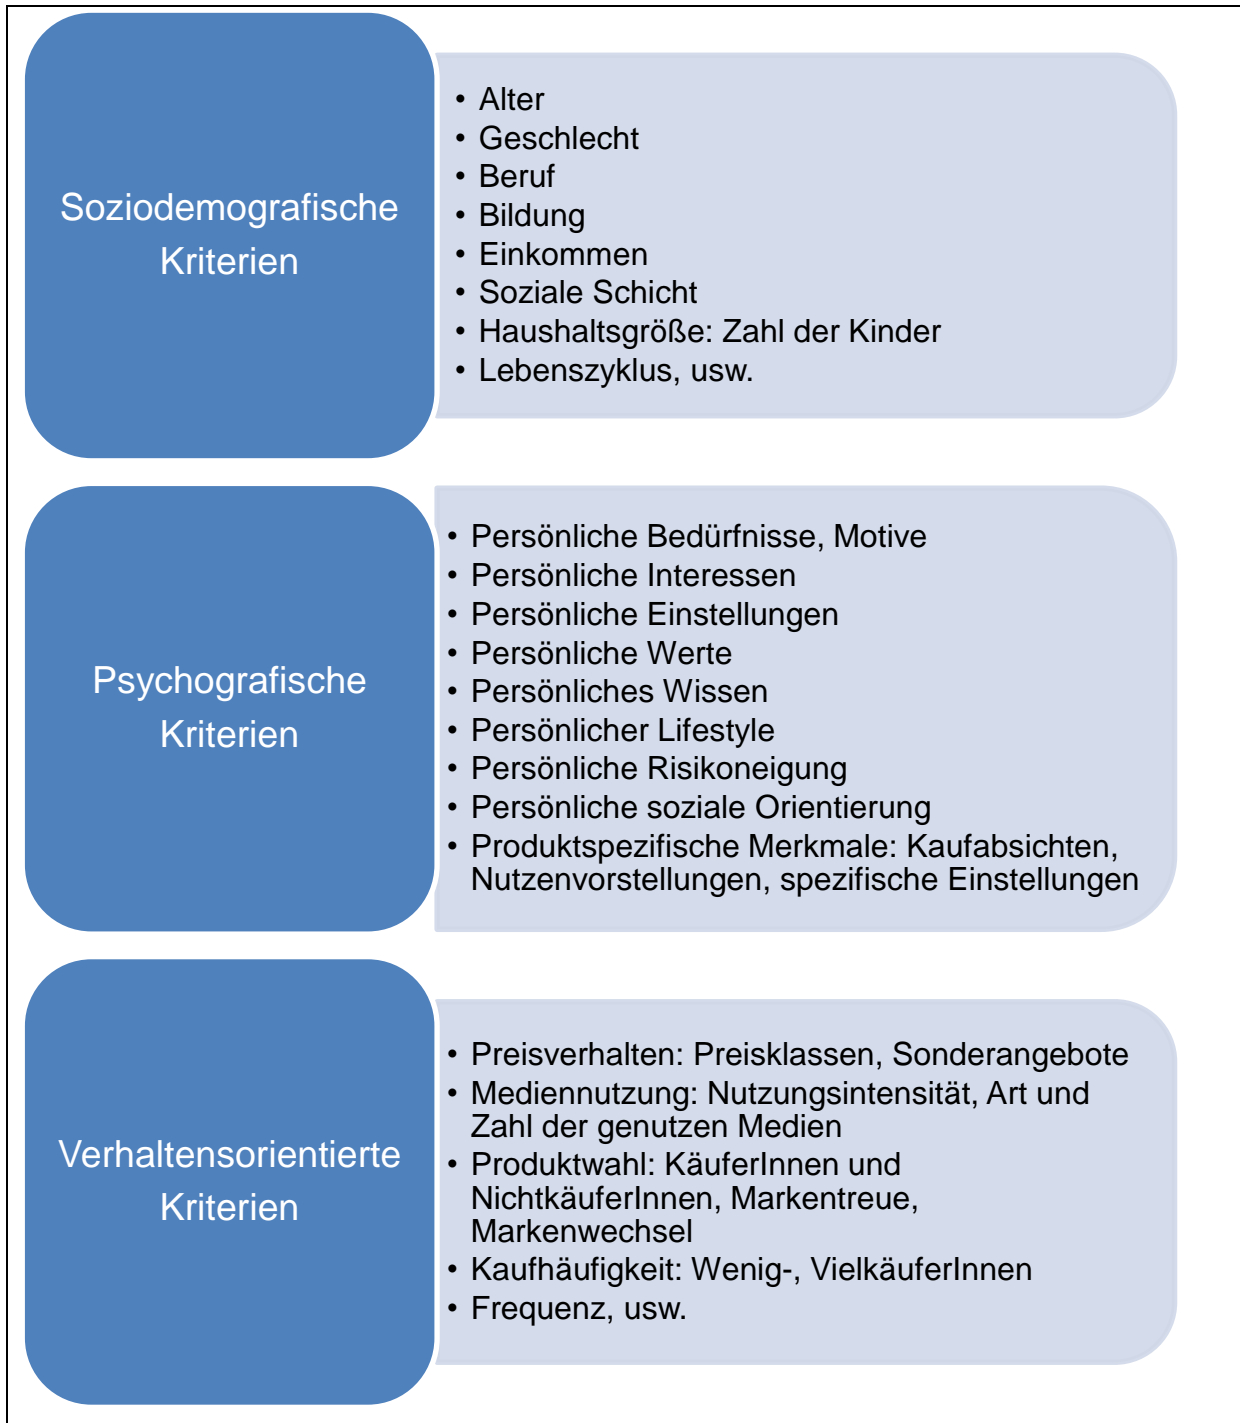 Soziodemografische
Kriterien
• Alter
• Geschlecht
• Beruf
• Bildung
• Einkommen
• Soziale Schicht
• Haushaltsgröße: Zahl der Kinder
• Lebenszyklus, usw.
Psychografische
Kriterien
• Persönliche Bedürfnisse, Motive
• Persönliche Interessen
• Persönliche Einstellungen
• Persönliche Werte
• Persönliches Wissen
• Persönlicher Lifestyle
• Persönliche Risikoneigung
• Persönliche soziale Orientierung
• Produktspezifische Merkmale: Kaufabsichten,
Nutzenvorstellungen, spezifische Einstellungen
Verhaltensorientierte
Kriterien
• Preisverhalten: Preisklassen, Sonderangebote
• Mediennutzung: Nutzungsintensität, Art und
Zahl der genutzen Medien
• Produktwahl: KäuferInnen und
NichtkäuferInnen, Markentreue,
Markenwechsel
• Kaufhäufigkeit: Wenig-, VielkäuferInnen
• Frequenz, usw.